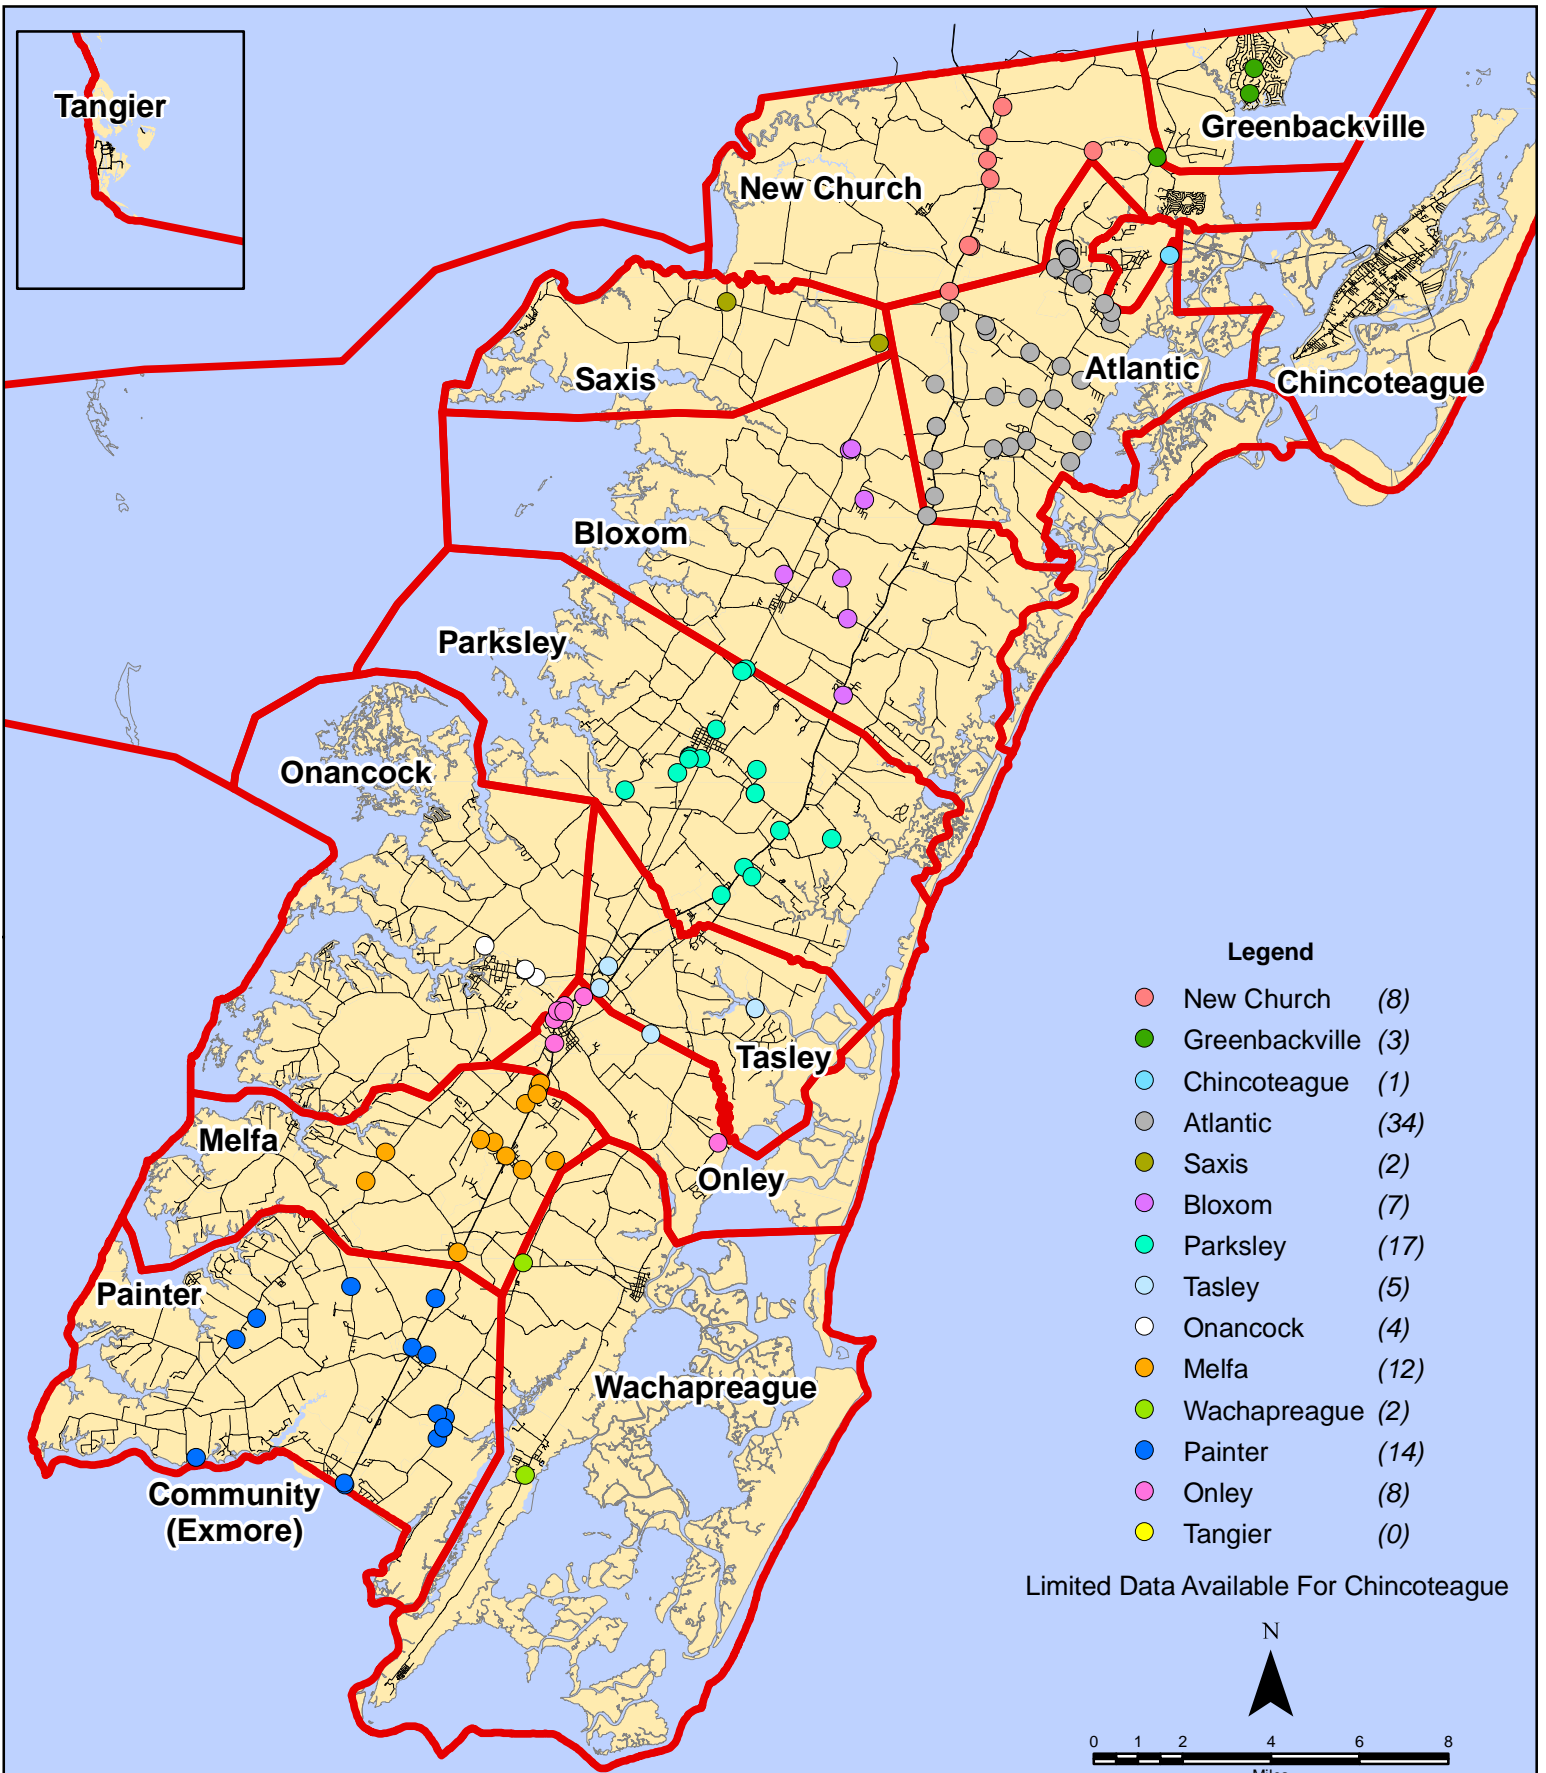 Tangier
Greenbackville
New Church
Saxis
Atlantic
Chincoteague
Bloxom
Parksley
Onancock
Tasley
Melfa
Onley
Painter
Wachapreague
Community
(Exmore)
Legend
New Church (8)
Greenbackville (3)
Chincoteague (1)
Atlantic (34)
Saxis (2)
Bloxom (7)
Parksley (17)
Tasley (5)
Onancock (4)
Melfa (12)
Wachapreague (2)
Painter (14)
Onley (8)
Tangier (0)
Limited Data Available For Chincoteague
N
0 1 2 4 6 8
Miles